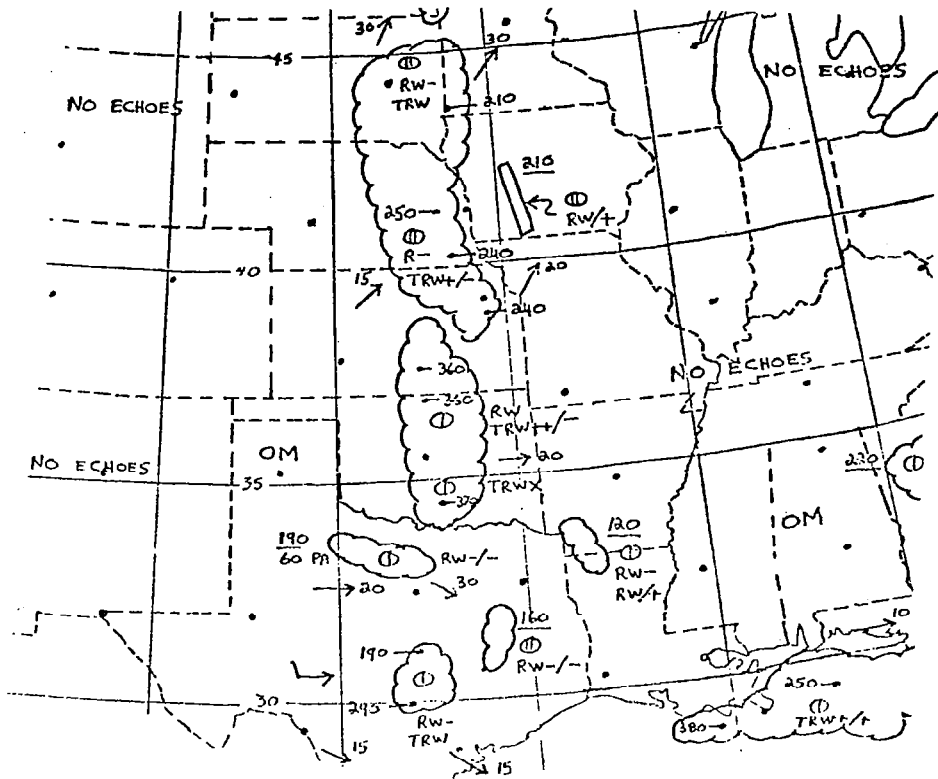 30
30
45
NO ECHOES
RW-
TRW
NO ECHOES
210
210
250
RW/+
R-
240
40
15
TRW+/-
20
240
NO ECHOES
360
350
RW
TRW++/-
OM
20
NO ECHOES
220
35
TRWX
370
OM
190
60 PA
RW-/-
120
RW-
RW/+
20
30
160
10
RW-/-
190
250
30
295
RW-
TRW
380
TRW+/+
15
15